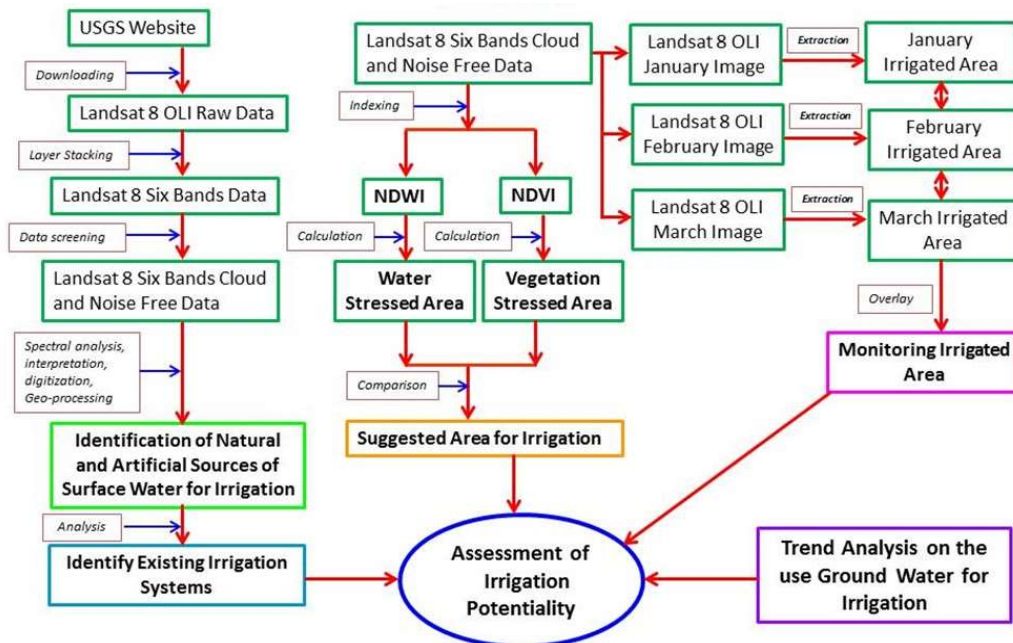 USGS Website
Downloading
Landsat 8 OLI Raw Data
Layer Stacking
Landsat 8 Six Bands Data
Data screening
Landsat 8 Six Bands Cloud
and Noise Free Data
Spectral analysis,
interpretation,
digitization,
Geo-processing
Identification of Natural
and Artificial Sources of
Surface Water for Irrigation
Analysis
Identify Existing Irrigation
Systems
Landsat 8 Six Bands Cloud
and Noise Free Data
Indexing
NDWI
NDVI
Calculation
Calculation
Water
Stressed Area
Vegetation
Stressed Area
Comparison
Suggested Area for Irrigation
Assessment of
Irrigation
Potentiality
Landsat 8 OLI
January Image
Extraction
January
Irrigated Area
Landsat 8 OLI
February Image
Extraction
February
Irrigated Area
Landsat 8 OLI
March Image
Extraction
March Irrigated
Area
Overlay
Monitoring Irrigated
Area
Trend Analysis on the
use Ground Water for
Irrigation